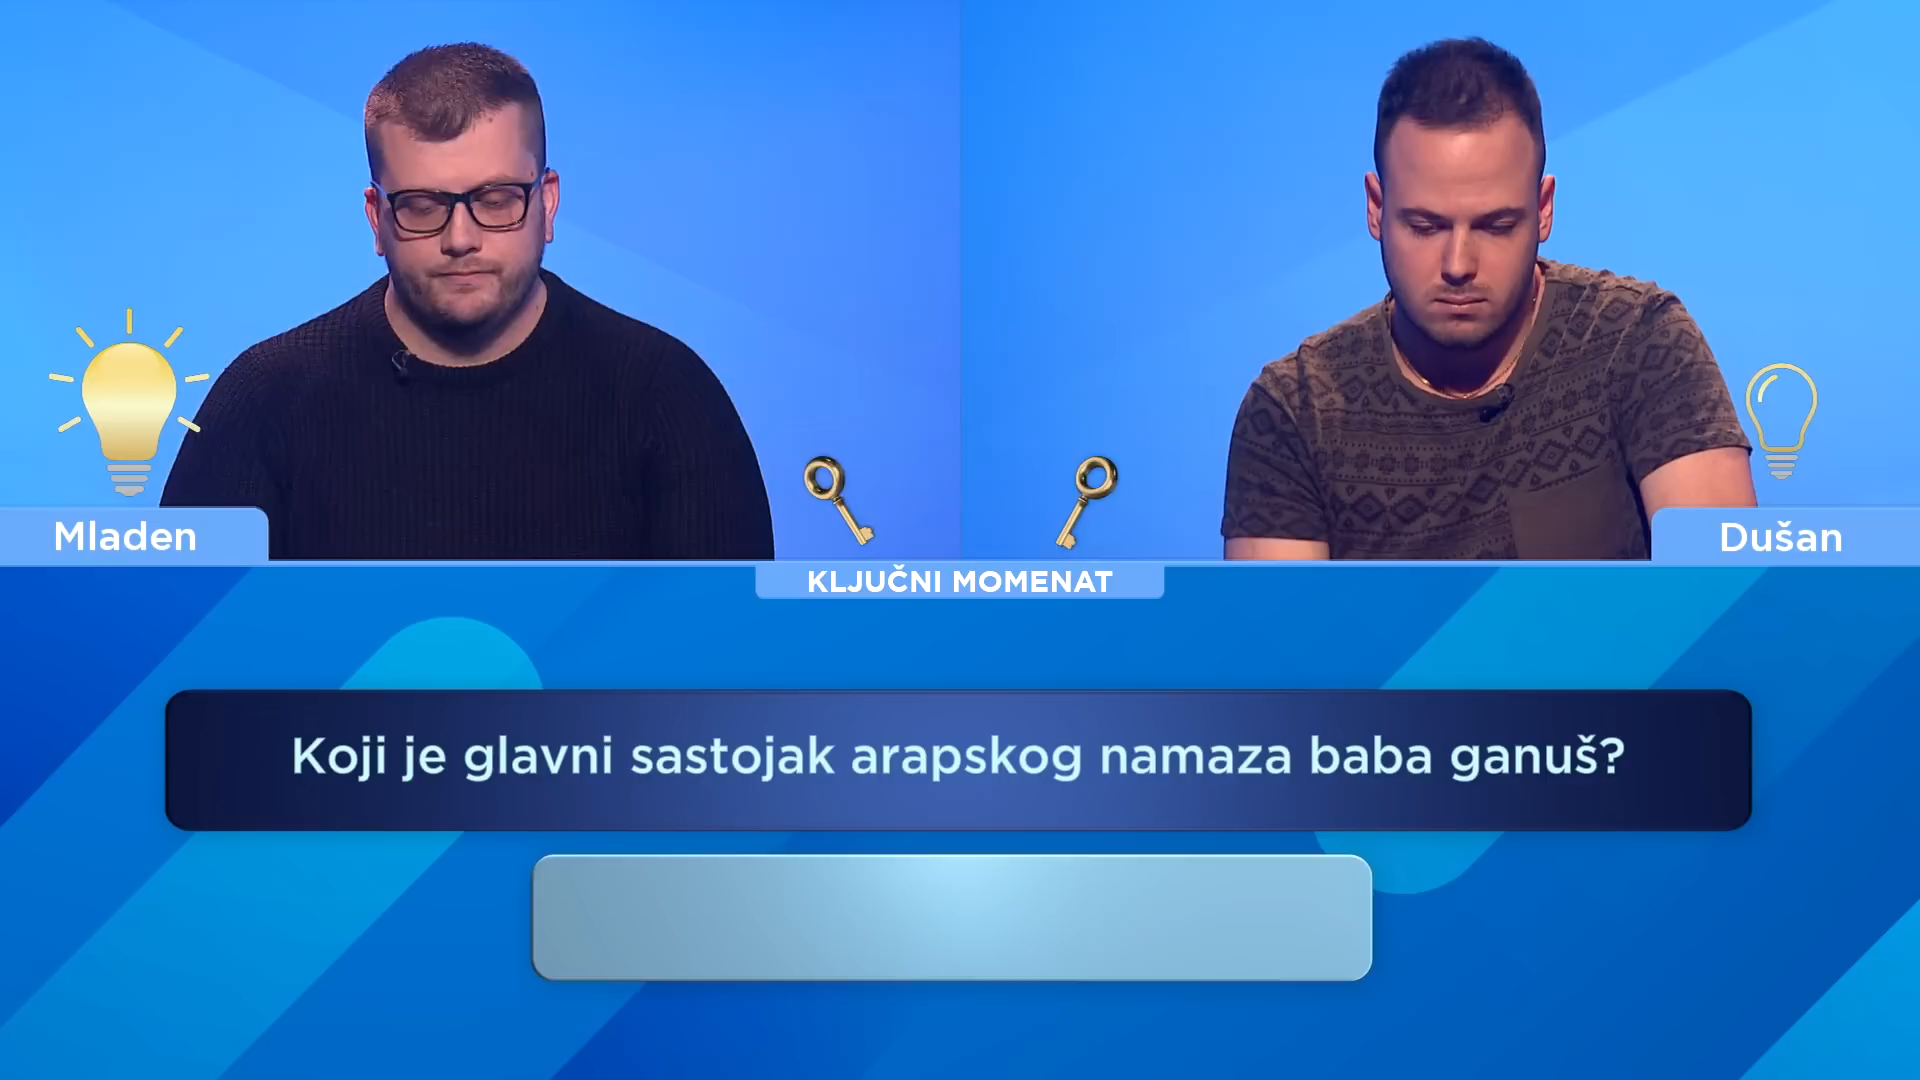 Mladen
Dušan
KLJUČNI MOMENAT
Koji je glavni sastojak arapskog namaza baba ganuš?